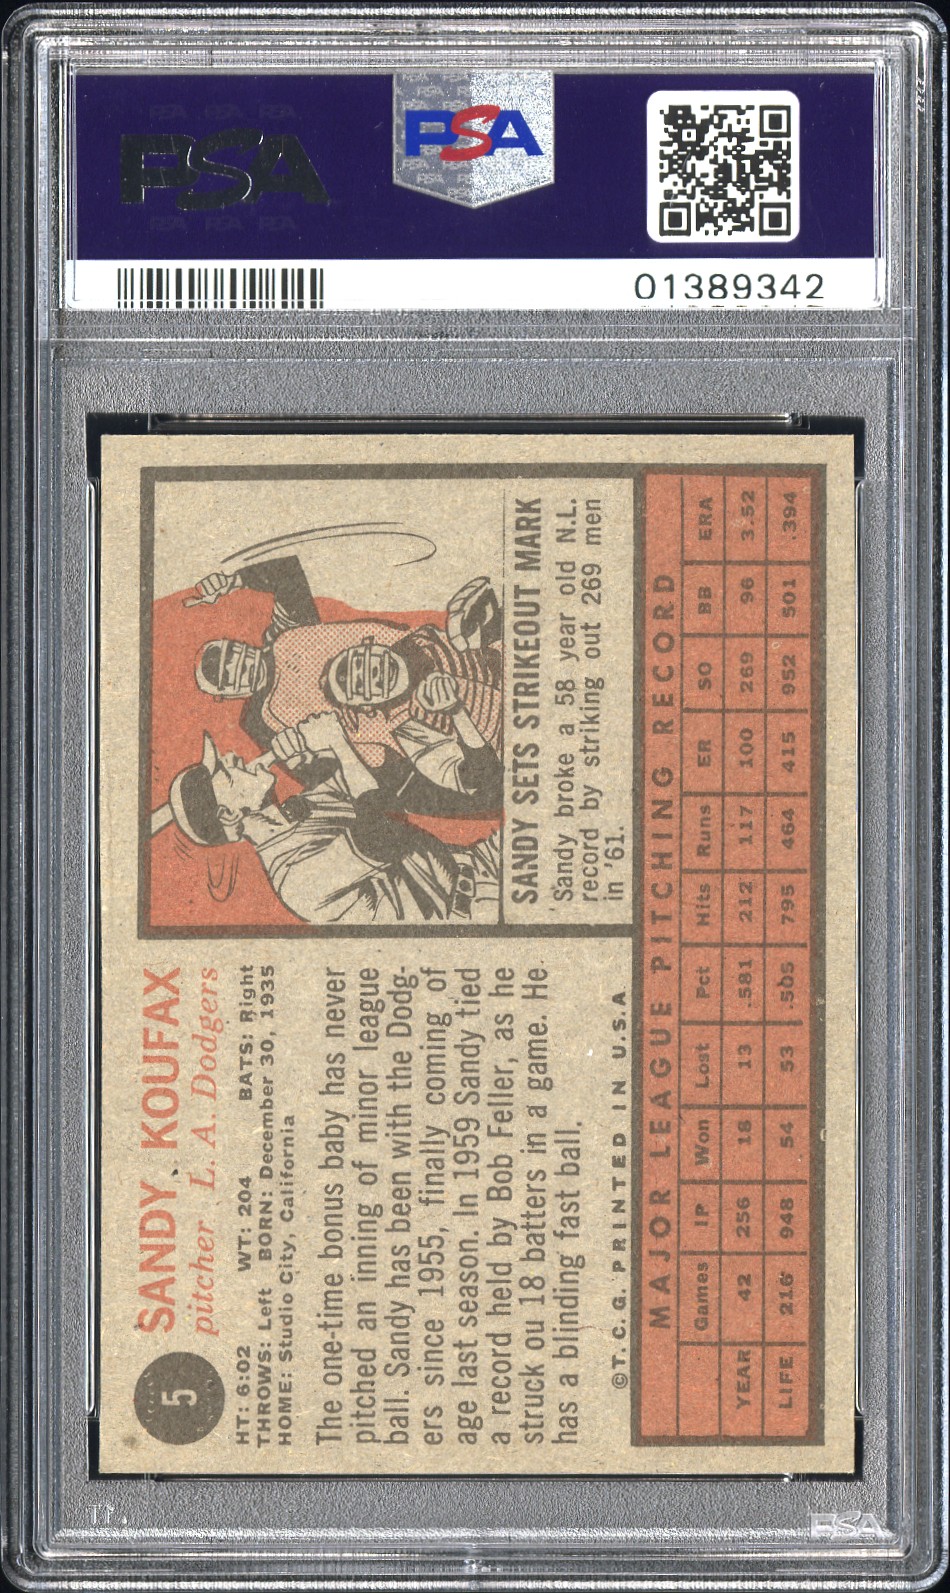 PSA
PSA
01389342
5
SANDY KOUFAX
pitcher L. A. Dodgers
HT: 6:02 WT: 204 BATS: Right
THROWS: Left BORN: December 30, 1935
HOME: Studio City, California
The one-time bonus baby has never
pitched an inning of minor league
ball. Sandy has been with the Dodg-
ers since 1955, finally coming of
age last season. In 1959 Sandy tied
a record held by Bob Feller, as he
struck ou 18 batters in a game. He
has a blinding fast ball.
©T. C. G. PRINTED IN U.S.A
SANDY SETS STRIKEOUT MARK
Sandy broke a 58 year old N.L.
record by striking out 269 men
in '61.
MAJOR LEAGUE PITCHING RECORD
Games IP Won Lost Pct Hits Runs ER SO BB ERA
YEAR 42 256 18 13 .581 212 117 100 269 96 3.52
LIFE 216 948 54 53 .505 795 464 415 952 501 .394
PSA